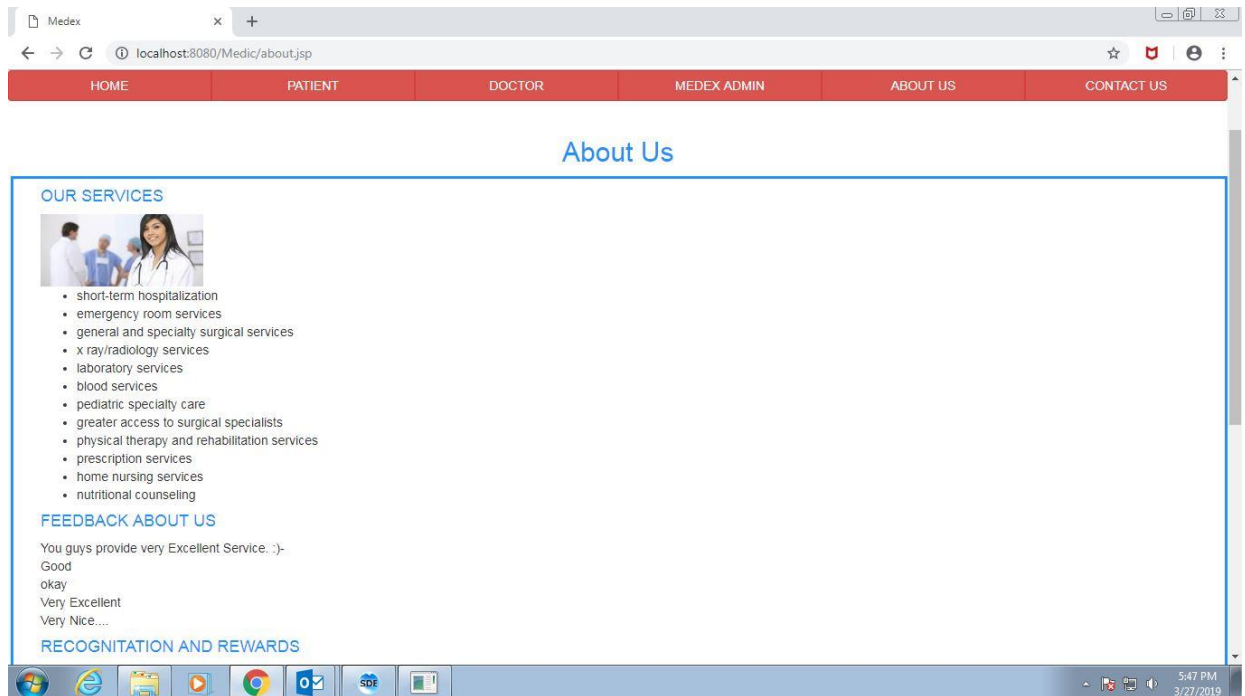 Medex
localhost:8080/Medic/about.jsp
HOME PATIENT DOCTOR MEDEX ADMIN ABOUT US CONTACT US
About Us
OUR SERVICES
short-term hospitalization
emergency room services
general and specialty surgical services
x ray/radiology services
laboratory services
blood services
pediatric specialty care
greater access to surgical specialists
physical therapy and rehabilitation services
prescription services
home nursing services
nutritional counseling
FEEDBACK ABOUT US
You guys provide very Excellent Service. :)-
Good
okay
Very Excellent
Very Nice....
RECOGNITATION AND REWARDS
SDE
5:47 PM
3/27/2019